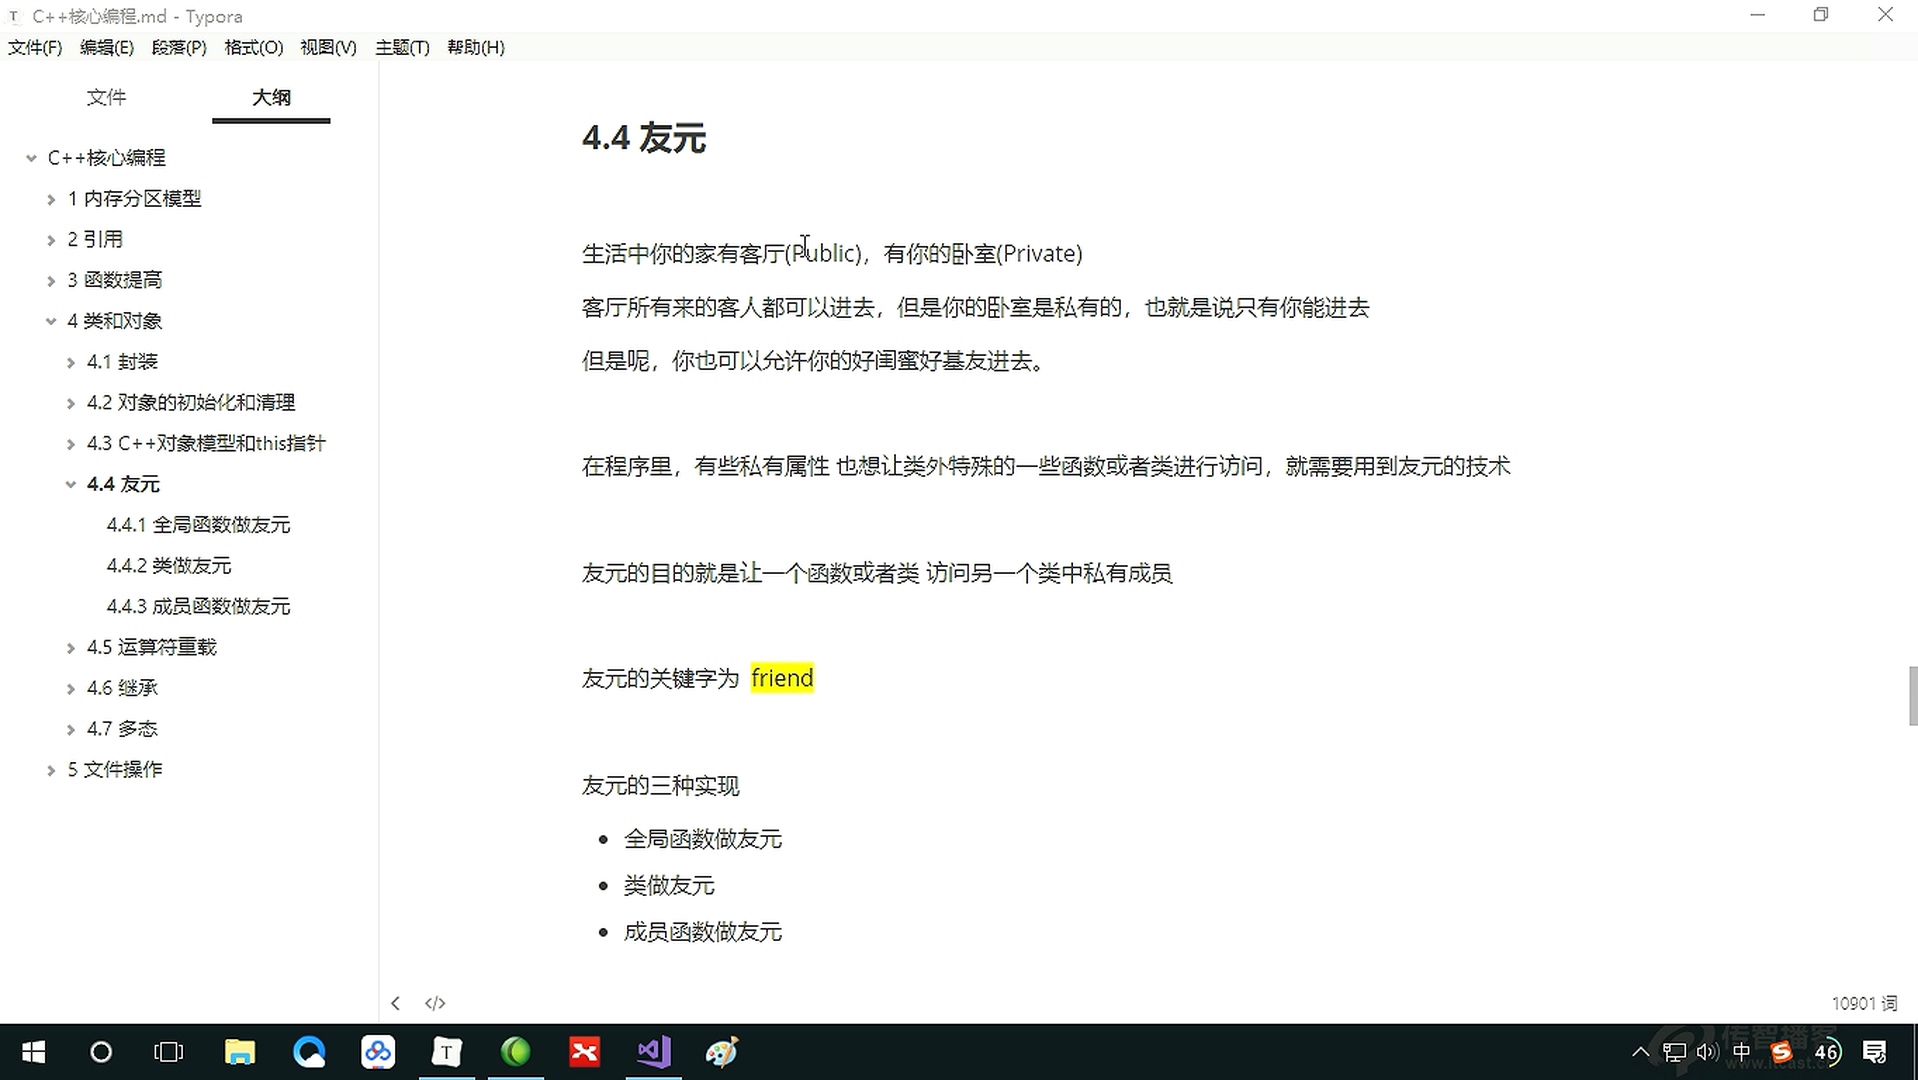 C++核心编程.md - Typora
文件(F) 编辑(E) 段落(P) 格式(O) 视图(V) 主题(T) 帮助(H)
文件 大纲
C++核心编程
1 内存分区模型
2 引用
3 函数提高
4 类和对象
4.1 封装
4.2 对象的初始化和清理
4.3 C++对象模型和this指针
4.4 友元
4.4.1 全局函数做友元
4.4.2 类做友元
4.4.3 成员函数做友元
4.5 运算符重载
4.6 继承
4.7 多态
5 文件操作
4.4 友元
生活中你的家有客厅(Public)，有你的卧室(Private)
客厅所有来的客人都可以进去，但是你的卧室是私有的，也就是说只有你能进去
但是呢，你也可以允许你的好闺蜜好基友进去。
在程序里，有些私有属性 也想让类外特殊的一些函数或者类进行访问，就需要用到友元的技术
友元的目的就是让一个函数或者类 访问另一个类中私有成员
友元的关键字为 friend
友元的三种实现
全局函数做友元
类做友元
成员函数做友元
</> 10901 词
T 中 S 46
传智播客
www.itcast.c